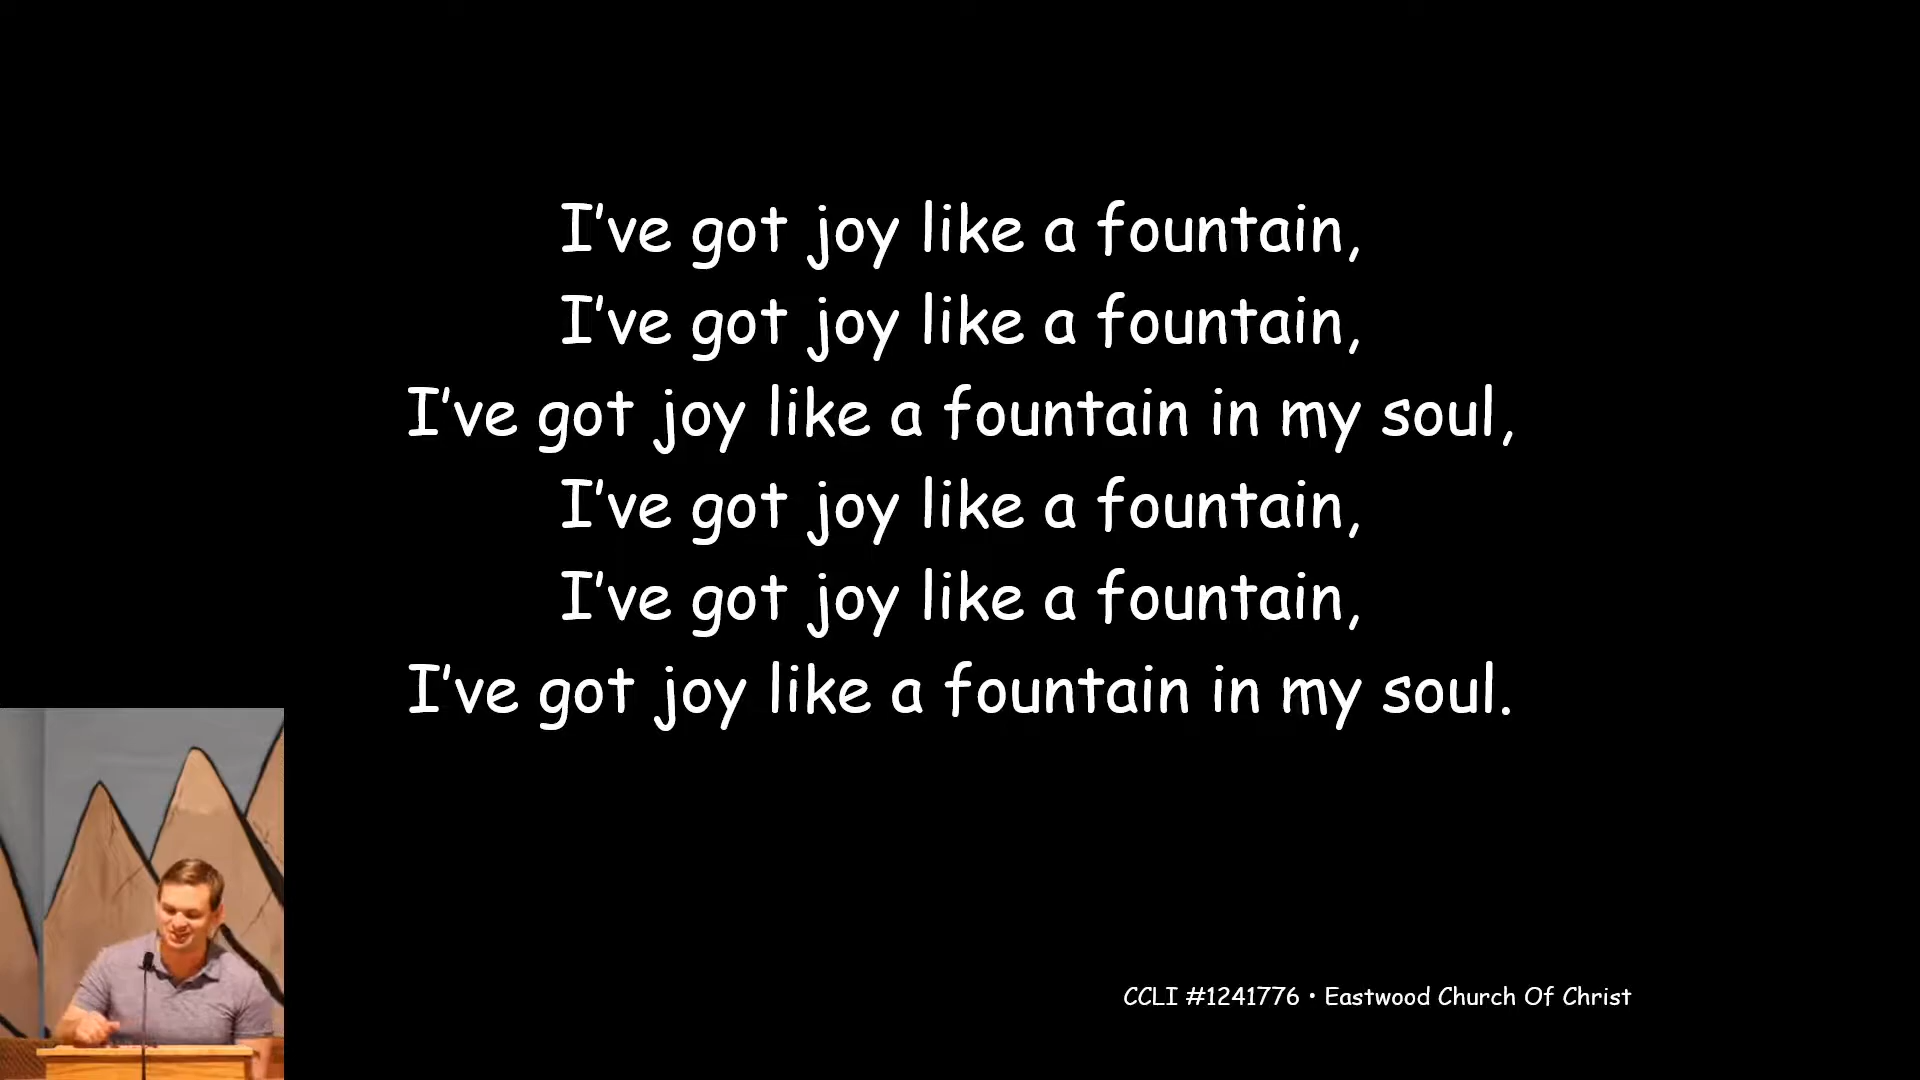 I've got joy like a fountain,
I've got joy like a fountain,
I've got joy like a fountain in my soul,
I've got joy like a fountain,
I've got joy like a fountain,
I've got joy like a fountain in my soul.
CCLI #1241776 • Eastwood Church Of Christ